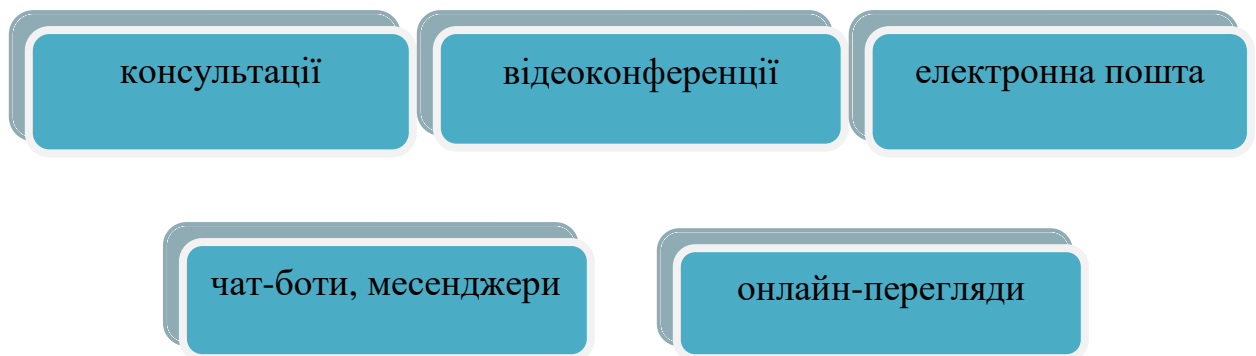 консультації
відеоконференції
електронна пошта
чат-боти, месенджери
онлайн-перегляди